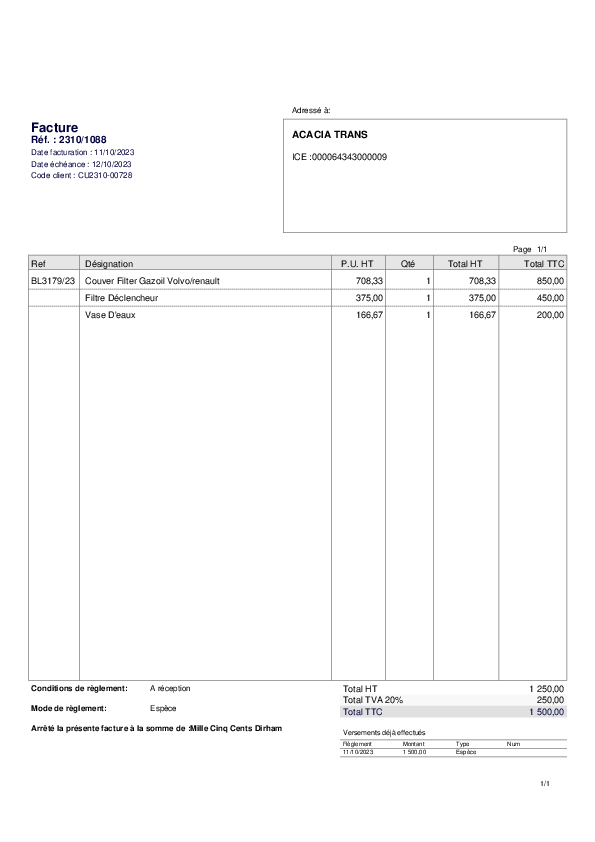 Adressé à:
Facture
Réf. : 2310/1088
Date facturation : 11/10/2023
Date échéance : 12/10/2023
Code client : CU2310-00728
ACACIA TRANS
ICE :000064343000009
Page 1/1
Ref Désignation P.U. HT Qté Total HT Total TTC
BL3179/23 Couver Filter Gazoil Volvo/renault 708,33 1 708,33 850,00
Filtre Déclencheur 375,00 1 375,00 450,00
Vase D'eaux 166,67 1 166,67 200,00
Conditions de règlement: A réception
Mode de règlement: Espèce
Arrêté la présente facture à la somme de :Mille Cinq Cents Dirham
Total HT 1 250,00
Total TVA 20% 250,00
Total TTC 1 500,00
Versements déjà effectués
Règlement Montant Type Num
11/10/2023 1 500,00 Espèce
1/1